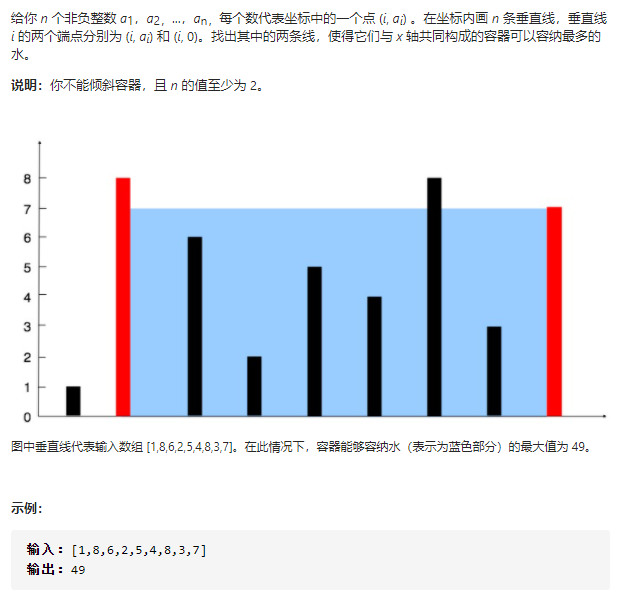 给你 n 个非负整数 a1，a2，...，an，每个数代表坐标中的一个点 (i, ai) 。在坐标内画 n 条垂直线，垂直线
i 的两个端点分别为 (i, ai) 和 (i, 0)。找出其中的两条线，使得它们与 x 轴共同构成的容器可以容纳最多的
水。
说明：你不能倾斜容器，且 n 的值至少为 2。
8
7
6
5
4
3
2
1
0
图中垂直线代表输入数组 [1,8,6,2,5,4,8,3,7]。在此情况下，容器能够容纳水（表示为蓝色部分）的最大值为 49。
示例：
输入：[1,8,6,2,5,4,8,3,7]
输出：49